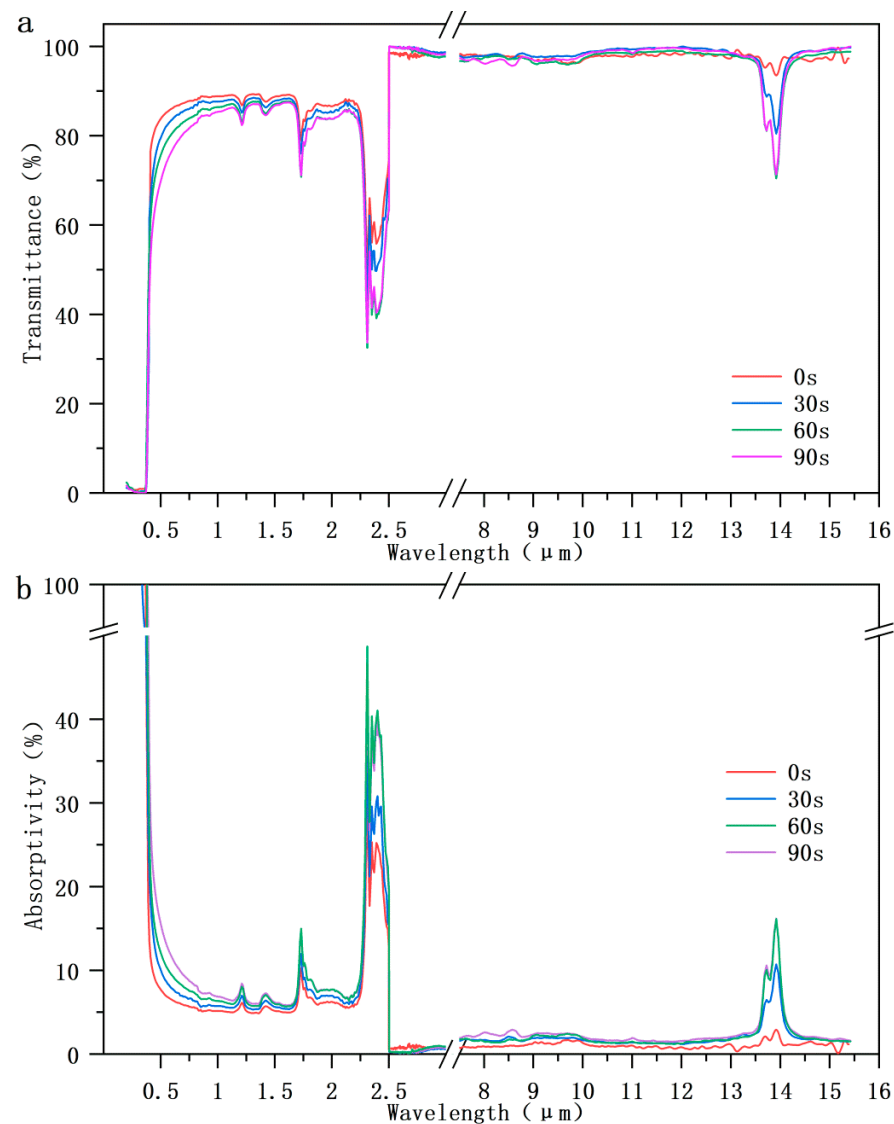 a
100
80
60
40
20
0
Transmittance (%)
0s
30s
60s
90s
0.5 1 1.5 2 2.5 8 9 10 11 12 13 14 15 16
Wavelength (μm)
b
100
40
30
20
10
0
Absorptivity (%)
0s
30s
60s
90s
0.5 1 1.5 2 2.5 8 9 10 11 12 13 14 15 16
Wavelength (μm)